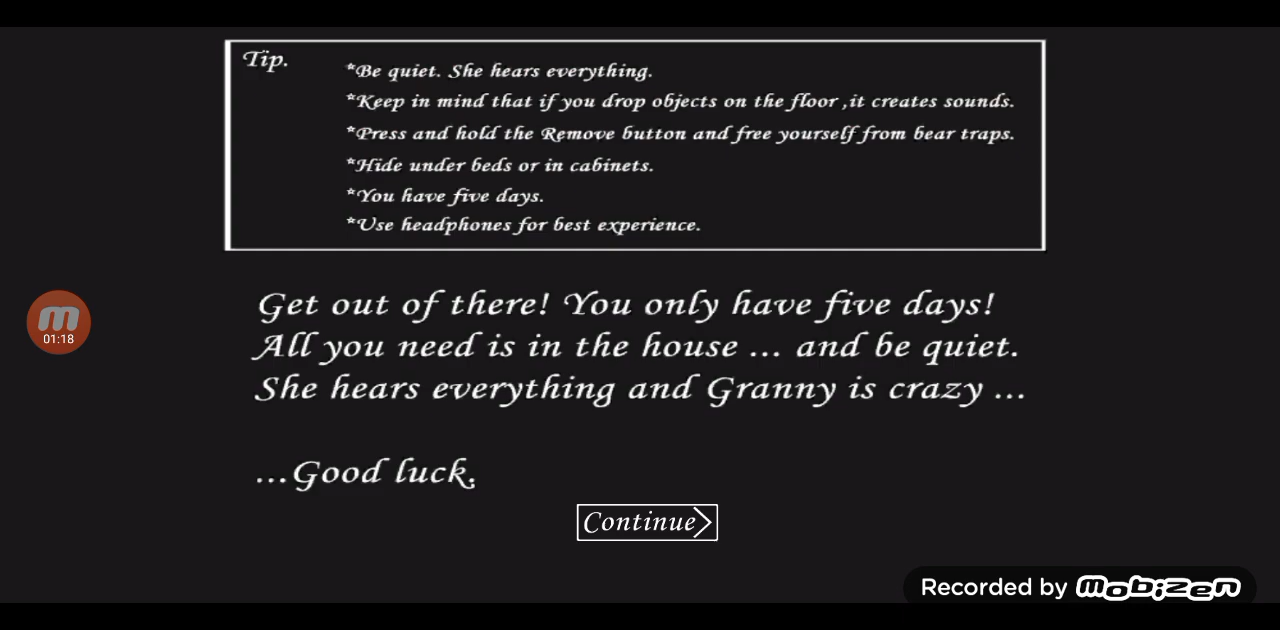 Tip.
*Be quiet. She hears everything.
*Keep in mind that if you drop objects on the floor ,it creates sounds.
*Press and hold the Remove button and free yourself from bear traps.
*Hide under beds or in cabinets.
*You have five days.
*Use headphones for best experience.
Get out of there! You only have five days!
All you need is in the house ... and be quiet.
She hears everything and Granny is crazy ...
...Good luck.
Continue
m
01:18
Recorded by mobizen